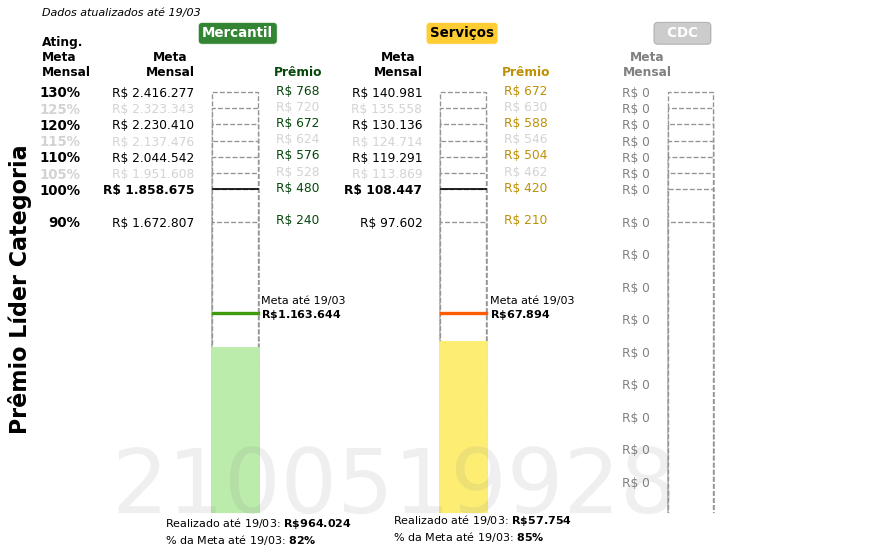 Dados atualizados até 19/03
Mercantil Serviços CDC
Ating. Meta Mensal
Meta Mensal Prêmio Meta Mensal Prêmio Meta Mensal
130% R$ 2.416.277 R$ 768 R$ 140.981 R$ 672 R$ 0
125% R$ 2.323.343 R$ 720 R$ 135.558 R$ 630 R$ 0
120% R$ 2.230.410 R$ 672 R$ 130.136 R$ 588 R$ 0
115% R$ 2.137.476 R$ 624 R$ 124.714 R$ 546 R$ 0
110% R$ 2.044.542 R$ 576 R$ 119.291 R$ 504 R$ 0
105% R$ 1.951.608 R$ 528 R$ 113.869 R$ 462 R$ 0
100% R$ 1.858.675 R$ 480 R$ 108.447 R$ 420 R$ 0
90% R$ 1.672.807 R$ 240 R$ 97.602 R$ 210 R$ 0
R$ 0
R$ 0
R$ 0
R$ 0
R$ 0
R$ 0
R$ 0
R$ 0
Meta até 19/03 Meta até 19/03
R$1.163.644 R$67.894
Prêmio Líder Categoria
2100519928
Realizado até 19/03: R$964.024 Realizado até 19/03: R$57.754
% da Meta até 19/03: 82% % da Meta até 19/03: 85%